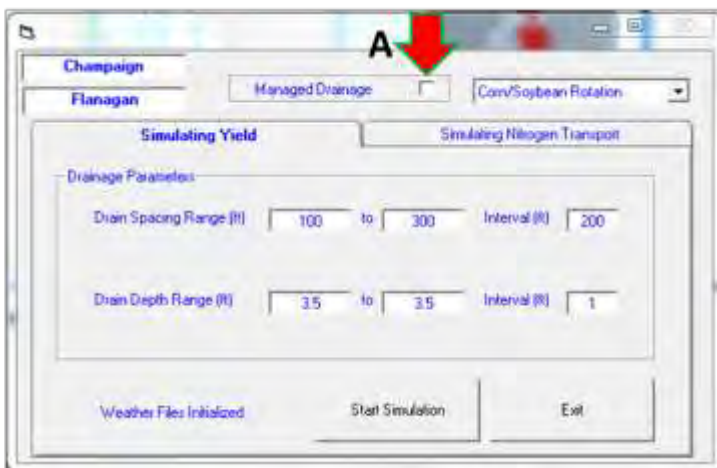 A
Champaign
Flanagan
Managed Drainage
Corn/Soybean Rotation
Simulating Yield
Simulating Nitrogen Transport
Drainage Parameters
Drain Spacing Range (ft) 100 to 300 Interval (ft) 200
Drain Depth Range (ft) 3.5 to 3.5 Interval (ft) 1
Weather Files Initialized
Start Simulation
Exit